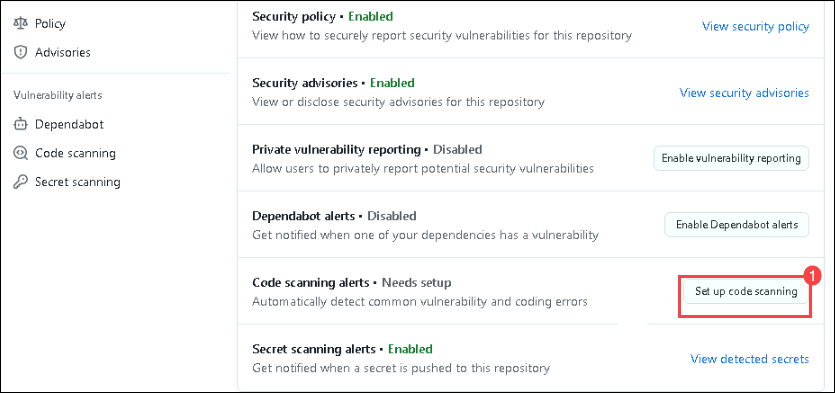 Policy
Advisories
Vulnerability alerts
Dependabot
Code scanning
Secret scanning
Security policy • Enabled
View how to securely report security vulnerabilities for this repository
View security policy
Security advisories • Enabled
View or disclose security advisories for this repository
View security advisories
Private vulnerability reporting • Disabled
Allow users to privately report potential security vulnerabilities
Enable vulnerability reporting
Dependabot alerts • Disabled
Get notified when one of your dependencies has a vulnerability
Enable Dependabot alerts
Code scanning alerts • Needs setup
Automatically detect common vulnerability and coding errors
1
Set up code scanning
Secret scanning alerts • Enabled
Get notified when a secret is pushed to this repository
View detected secrets